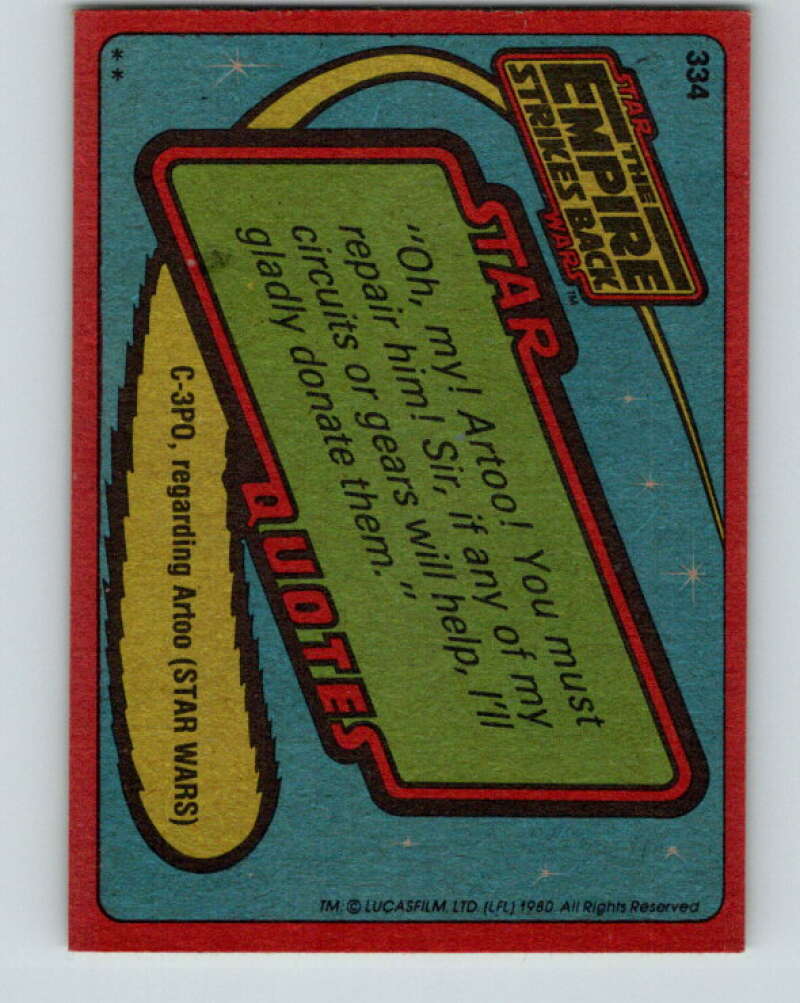 334
STAR
THE
EMPIRE
STRIKES BACK
WARS™
STAR
"Oh, my! Artoo! You must
repair him! Sir, if any of my
circuits or gears will help, I'll
gladly donate them."
QUOTES
C-3PO, regarding Artoo (STAR WARS)
**
TM. © LUCASFILM, LTD. (LFL) 1980. All Rights Reserved